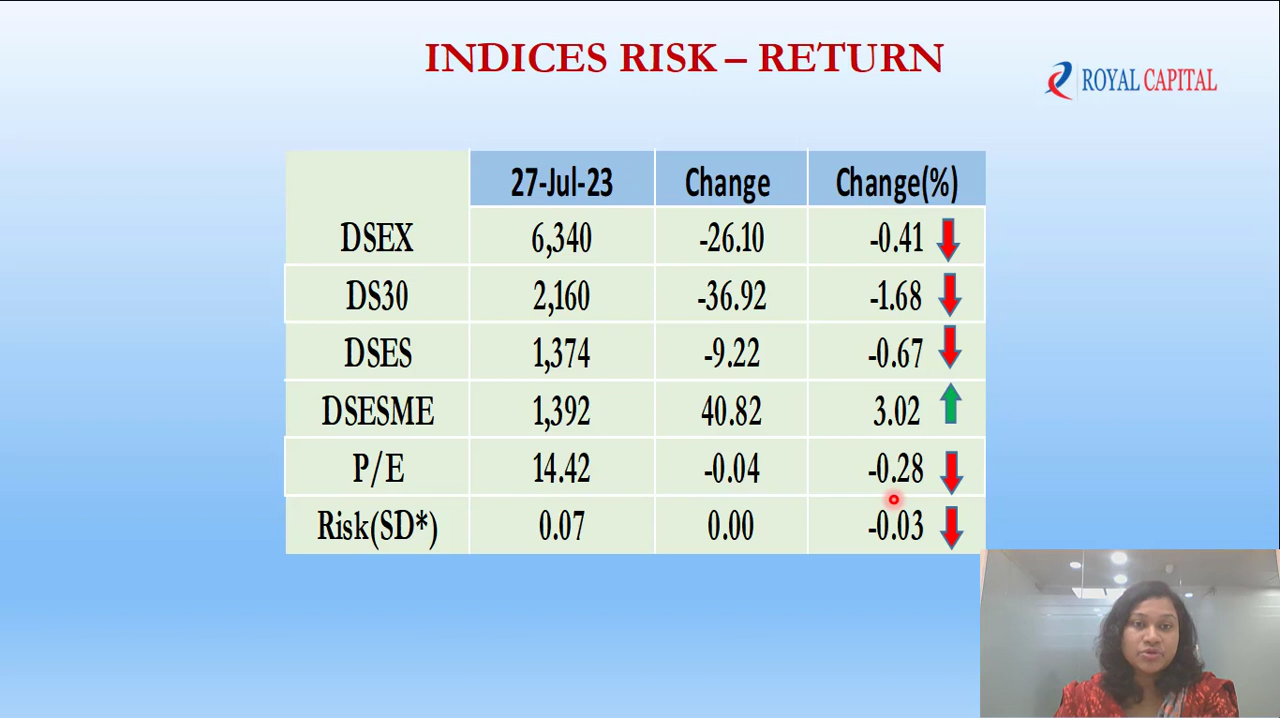 INDICES RISK – RETURN
ROYAL CAPITAL
27-Jul-23 Change Change(%)
DSEX 6,340 -26.10 -0.41
DS30 2,160 -36.92 -1.68
DSES 1,374 -9.22 -0.67
DSESME 1,392 40.82 3.02
P/E 14.42 -0.04 -0.28
Risk(SD*) 0.07 0.00 -0.03